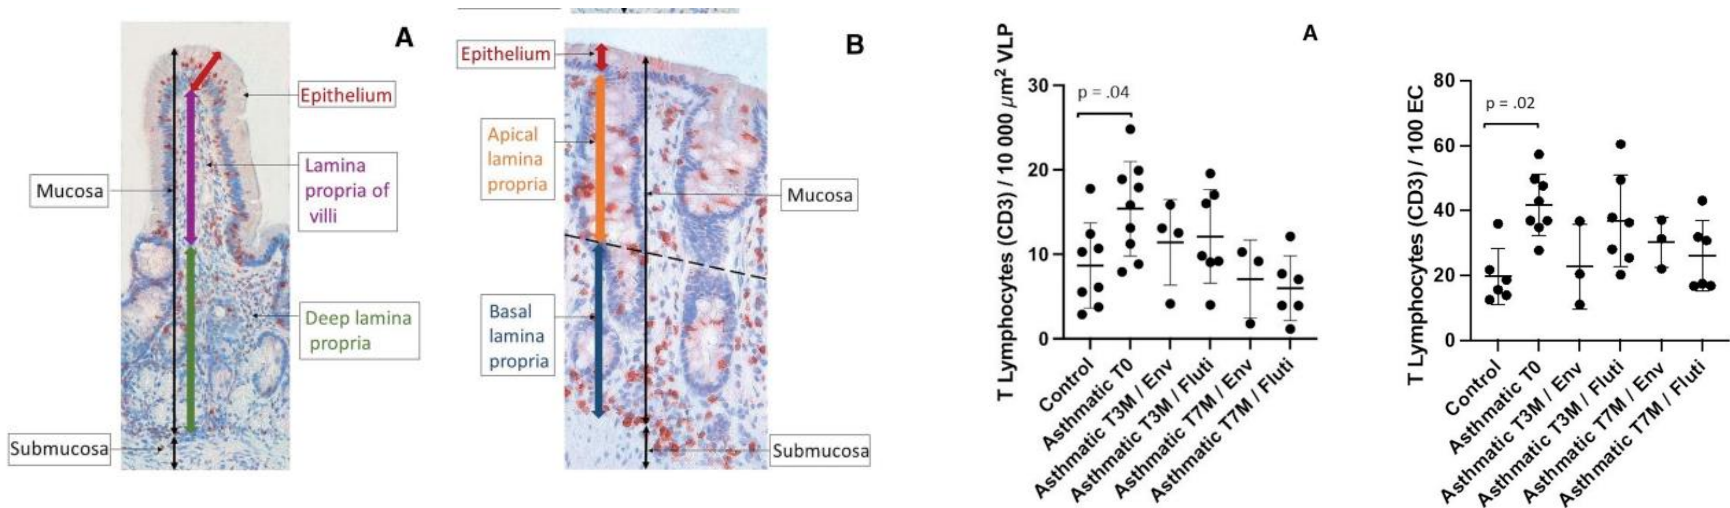 A
Epithelium
Mucosa
Lamina
propria of
villi
Deep lamina
propria
Submucosa
B
Epithelium
Apical
lamina
propria
Mucosa
Basal
lamina
propria
Submucosa
A
T Lymphocytes (CD3) / 10 000 µm² VLP
30
20
10
0
p = .04
Control
Asthmatic T0
Asthmatic T3M / Env
Asthmatic T3M / Fluti
Asthmatic T7M / Env
Asthmatic T7M / Fluti
T Lymphocytes (CD3) / 100 EC
80
60
40
20
0
p = .02
Control
Asthmatic T0
Asthmatic T3M / Env
Asthmatic T3M / Fluti
Asthmatic T7M / Env
Asthmatic T7M / Fluti